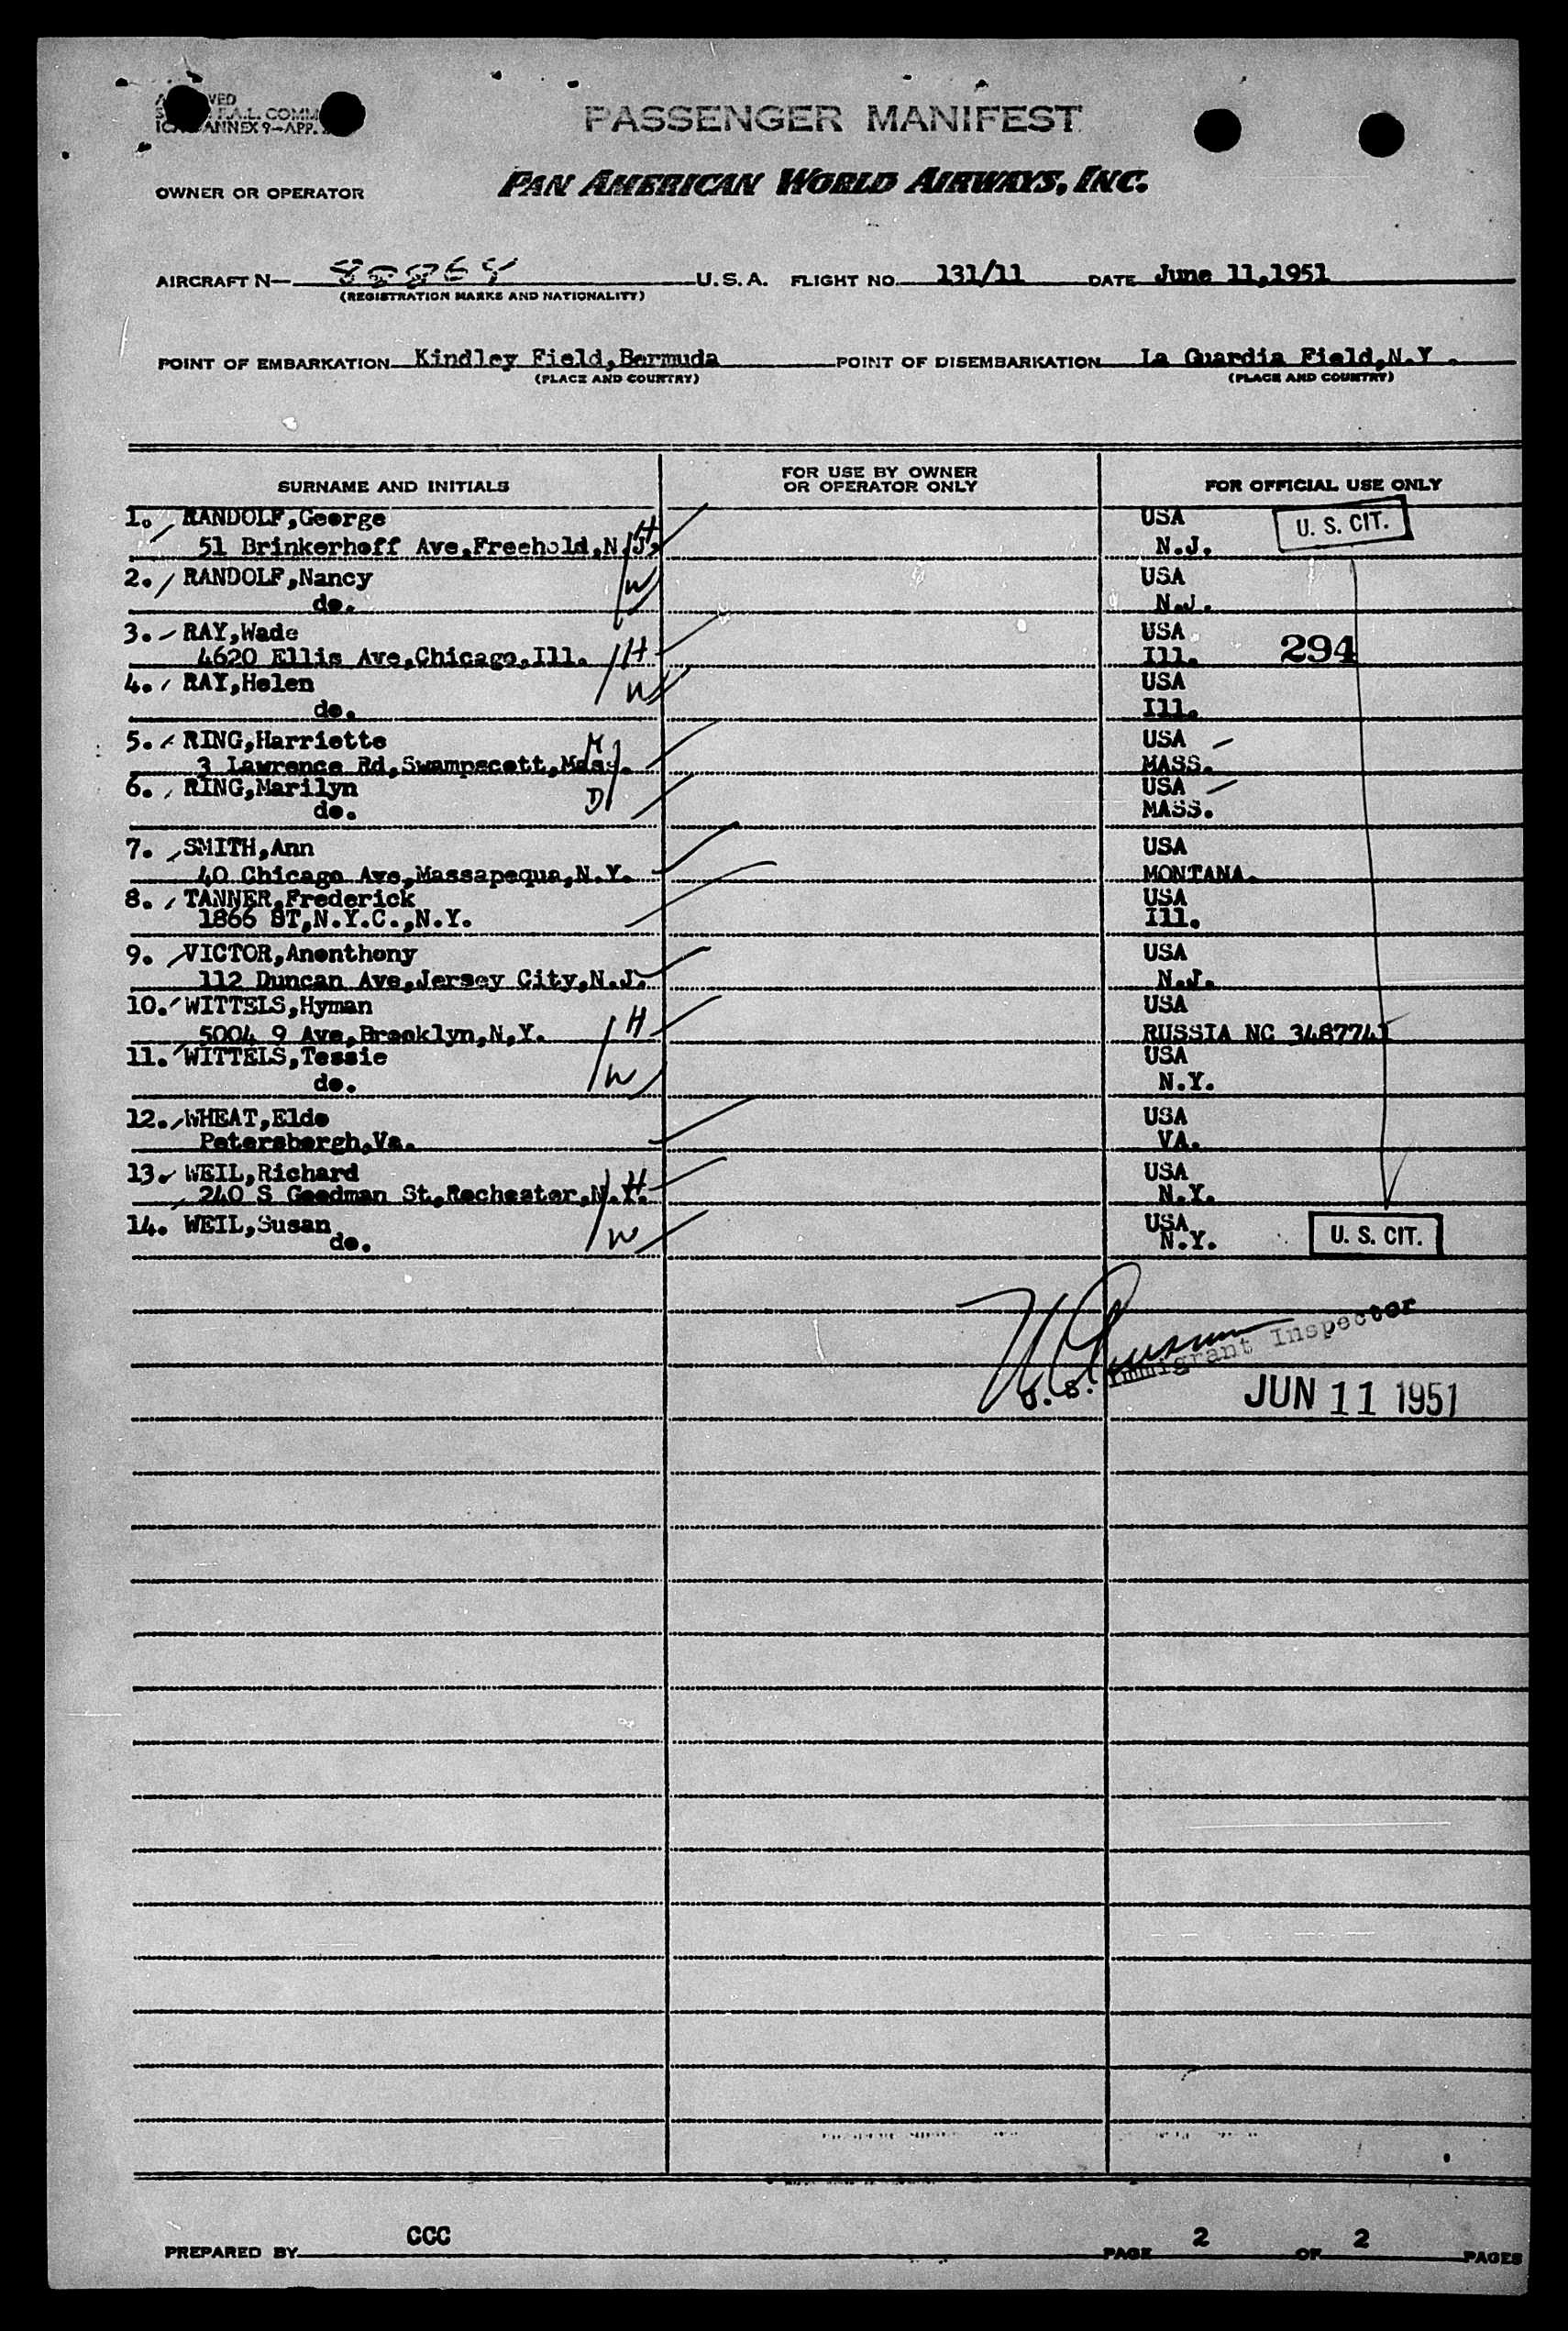 VED
F.A.L. COMM
ANNEX 9-APP.
PASSENGER MANIFEST
OWNER OR OPERATOR PAN AMERICAN WORLD AIRWAYS, INC.
AIRCRAFT N— U.S.A. FLIGHT NO. 131/11 DATE June 11,1951
(REGISTRATION MARKS AND NATIONALITY)
POINT OF EMBARKATION Kindley Field,Bermuda POINT OF DISEMBARKATION La Guardia Field,N.Y.
(PLACE AND COUNTRY) (PLACE AND COUNTRY)
SURNAME AND INITIALS FOR USE BY OWNER OR OPERATOR ONLY FOR OFFICIAL USE ONLY
1. RANDOLF,George USA U. S. CIT.
51 Brinkerhoff Ave,Freehold,N.J. H N.J.
2. RANDOLF,Nancy W USA
do. N.J.
3. RAY,Wade USA 294
4620 Ellis Ave,Chicago,Ill. H Ill.
4. RAY,Helen W USA
do. Ill.
5. RING,Harriette M USA
3 Lawrence Rd,Swampscott,Mass. MASS.
6. RING,Marilyn D USA
do. MASS.
7. SMITH,Ann USA
40 Chicago Ave,Massapequa,N.Y. MONTANA.
8. TANNER,Frederick USA
1866 ST,N.Y.C.,N.Y. Ill.
9. VICTOR,Anonthony USA
112 Duncan Ave,Jersey City,N.J. N.J.
10. WITTELS,Hyman USA
5004 9 Ave,Brooklyn,N.Y. H RUSSIA NC 3487741
11. WITTELS,Tessie USA
do. W N.Y.
12. WHEAT,Eldo USA
Petersbergh,Va. VA.
13. WEIL,Richard USA
240 S Goodman St,Rochester,N.Y. H N.Y.
14. WEIL,Susan USA
do. W N.Y. U. S. CIT.
U. S. Immigrant Inspector
JUN 11 1951
PREPARED BY CCC PAGE 2 OF 2 PAGES